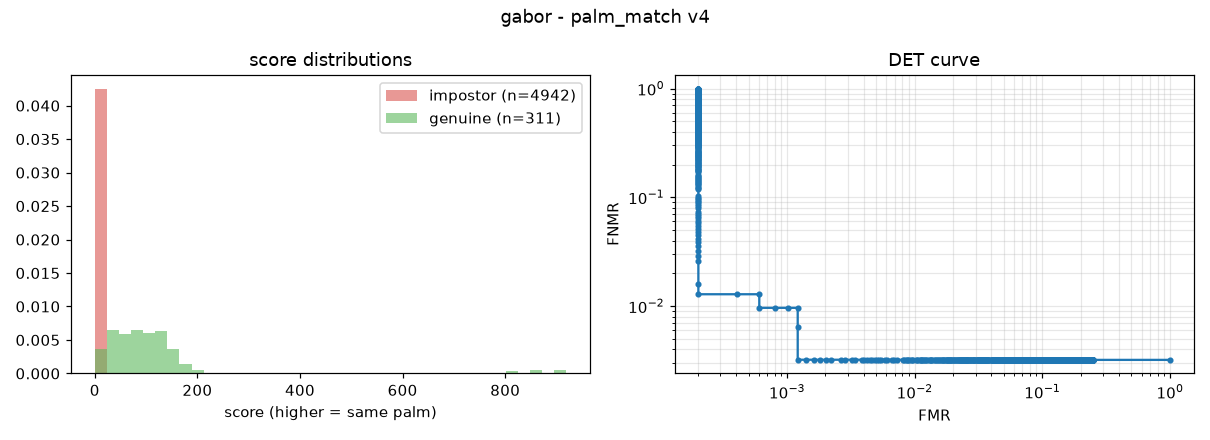 gabor - palm_match v4
score distributions
0.040
0.035
0.030
0.025
0.020
0.015
0.010
0.005
0.000
impostor (n=4942)
genuine (n=311)
0 200 400 600 800
score (higher = same palm)
DET curve
FNMR
10⁰
10⁻¹
10⁻²
10⁻³ 10⁻² 10⁻¹ 10⁰
FMR